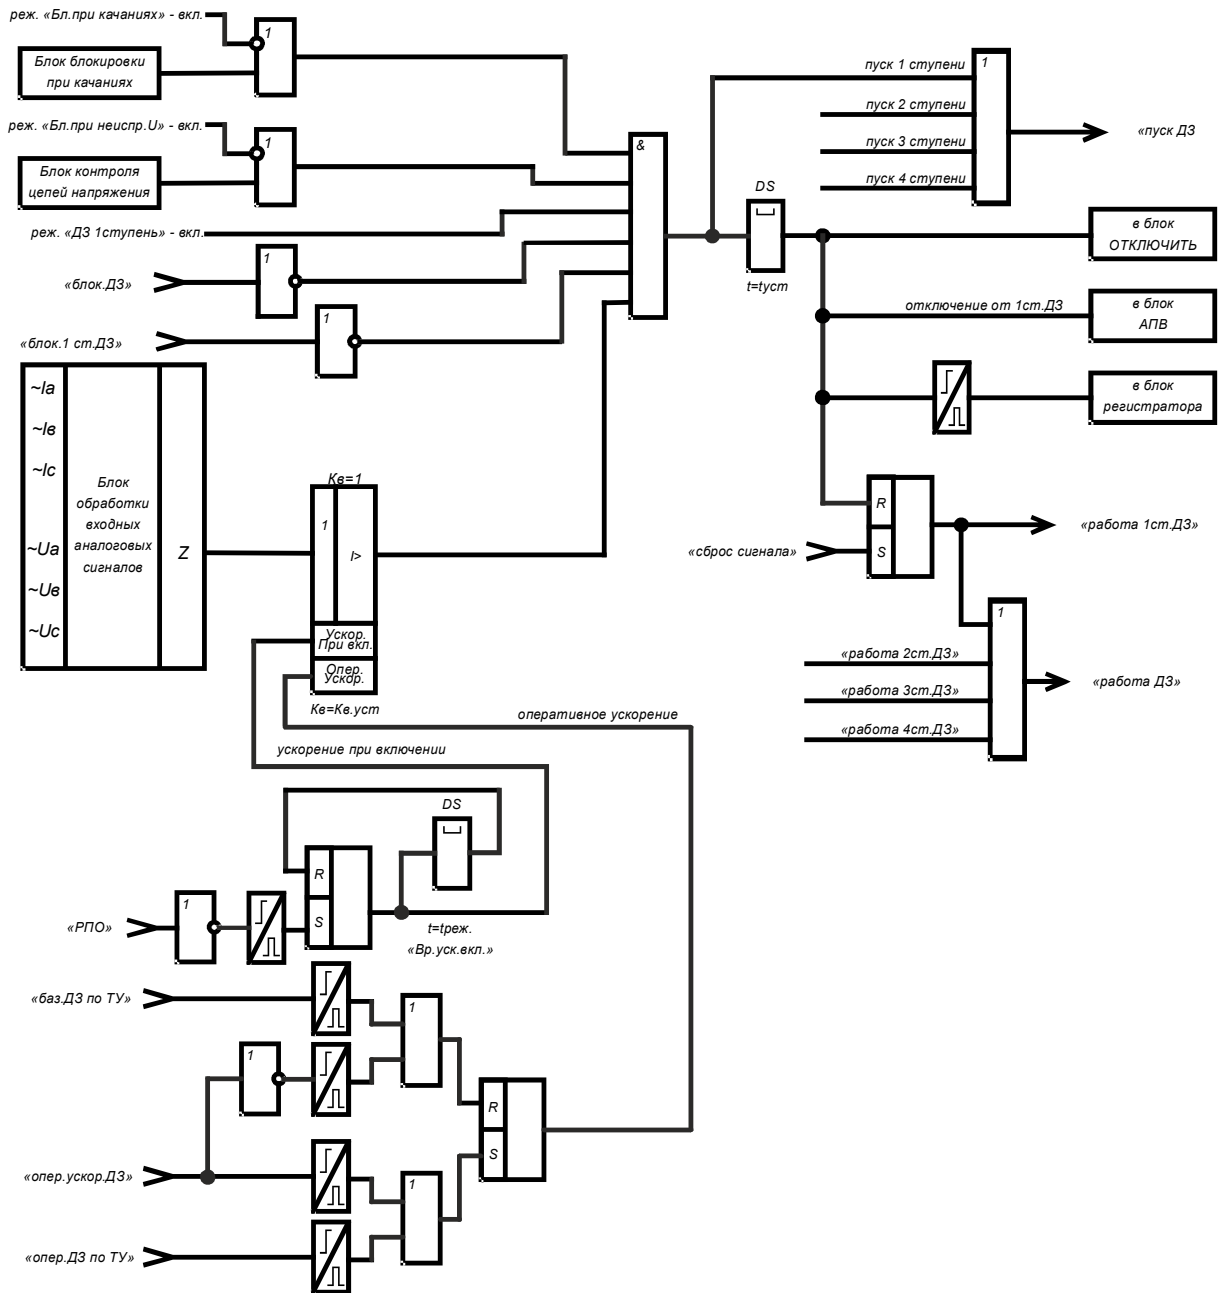 реж. «Бл.при качаниях» - вкл.
1
Блок блокировки
при качаниях
реж. «Бл.при неиспр.U» - вкл.
1
Блок контроля
цепей напряжения
реж. «ДЗ 1ступень» - вкл.
«блок.ДЗ»
1
«блок.1 ст.ДЗ»
1
&
пуск 1 ступени
пуск 2 ступени
пуск 3 ступени
пуск 4 ступени
1
«пуск ДЗ
DS
t=tуст
в блок
ОТКЛЮЧИТЬ
отключение от 1ст.ДЗ
в блок
АПВ
в блок
регистратора
~Iа
~Iв
~Iс
~Uа
~Uв
~Uс
Блок
обработки
входных
аналоговых
сигналов
Z
Кв=1
1
I>
Ускор.
При вкл.
Опер.
Ускор.
Кв=Кв.уст
R
S
«сброс сигнала»
«работа 1ст.ДЗ»
1
«работа 2ст.ДЗ»
«работа 3ст.ДЗ»
«работа 4ст.ДЗ»
«работа ДЗ»
оперативное ускорение
ускорение при включении
DS
R
S
t=tреж.
«Вр.уск.вкл.»
«РПО»
1
«баз.ДЗ по ТУ»
1
1
R
S
«опер.ускор.ДЗ»
1
«опер.ДЗ по ТУ»